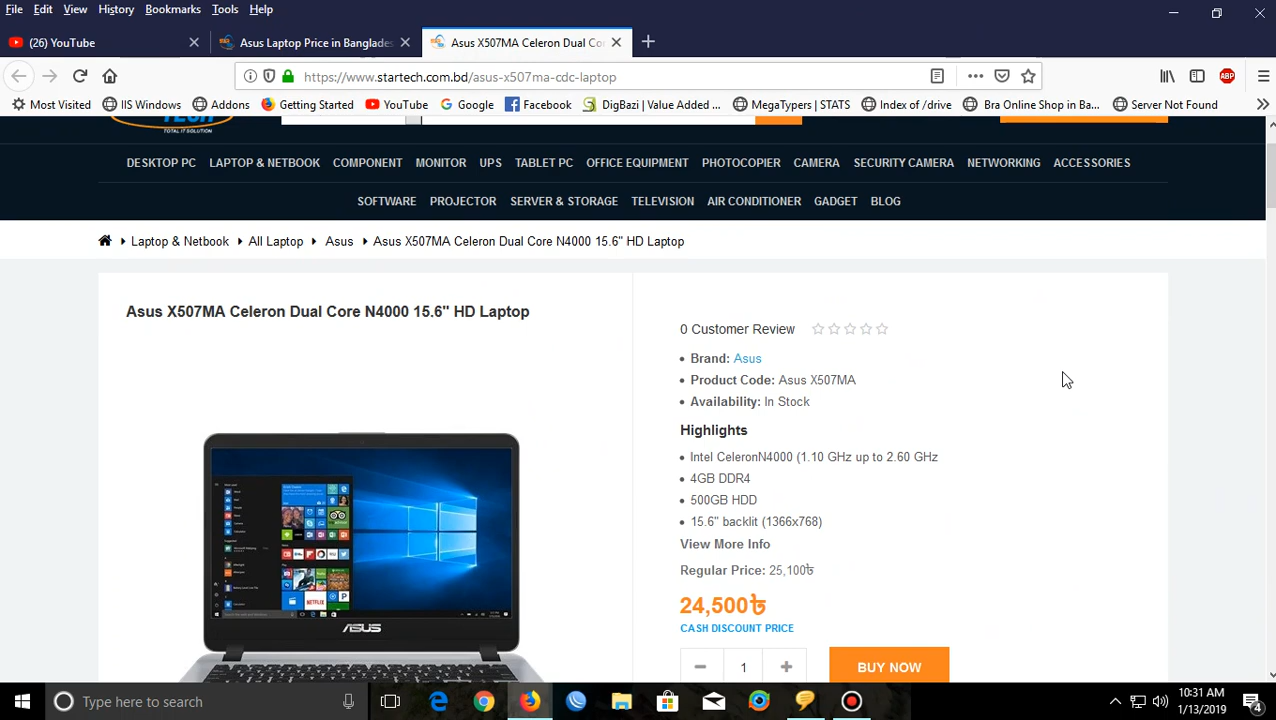 File Edit View History Bookmarks Tools Help
(26) YouTube
Asus Laptop Price in Banglades
Asus X507MA Celeron Dual Co
https://www.startech.com.bd/asus-x507ma-cdc-laptop
ABP
Most Visited IIS Windows Addons Getting Started YouTube Google Facebook DigBazi | Value Added ... MegaTypers | STATS Index of /drive Bra Online Shop in Ba... Server Not Found
TECH
TOTAL IT SOLUTION
DESKTOP PC LAPTOP & NETBOOK COMPONENT MONITOR UPS TABLET PC OFFICE EQUIPMENT PHOTOCOPIER CAMERA SECURITY CAMERA NETWORKING ACCESSORIES
SOFTWARE PROJECTOR SERVER & STORAGE TELEVISION AIR CONDITIONER GADGET BLOG
Laptop & Netbook All Laptop Asus Asus X507MA Celeron Dual Core N4000 15.6" HD Laptop
Asus X507MA Celeron Dual Core N4000 15.6" HD Laptop
0 Customer Review
Brand: Asus
Product Code: Asus X507MA
Availability: In Stock
Highlights
Intel CeleronN4000 (1.10 GHz up to 2.60 GHz
4GB DDR4
500GB HDD
15.6" backlit (1366x768)
View More Info
Regular Price: 25,100৳
24,500৳
CASH DISCOUNT PRICE
1
BUY NOW
NETFLIX
ASUS
Type here to search
10:31 AM
1/13/2019
4